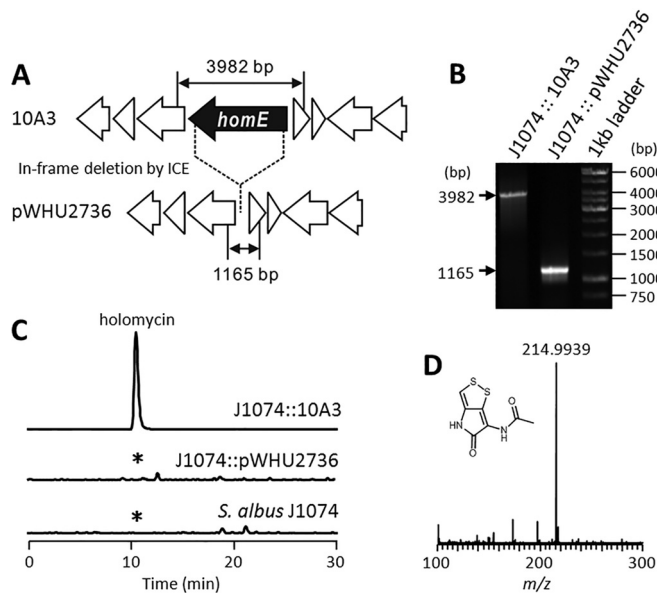 A
3982 bp
10A3
homE
In-frame deletion by ICE
pWHU2736
1165 bp
B
J1074::10A3
J1074::pWHU2736
1kb ladder
(bp)
(bp)
3982
1165
6000
4000
3000
2000
1500
1000
750
C
holomycin
J1074::10A3
*
J1074::pWHU2736
*
S. albus J1074
0
10
20
30
Time (min)
D
214.9939
S
S
O
HN
N
H
O
100
200
300
m/z